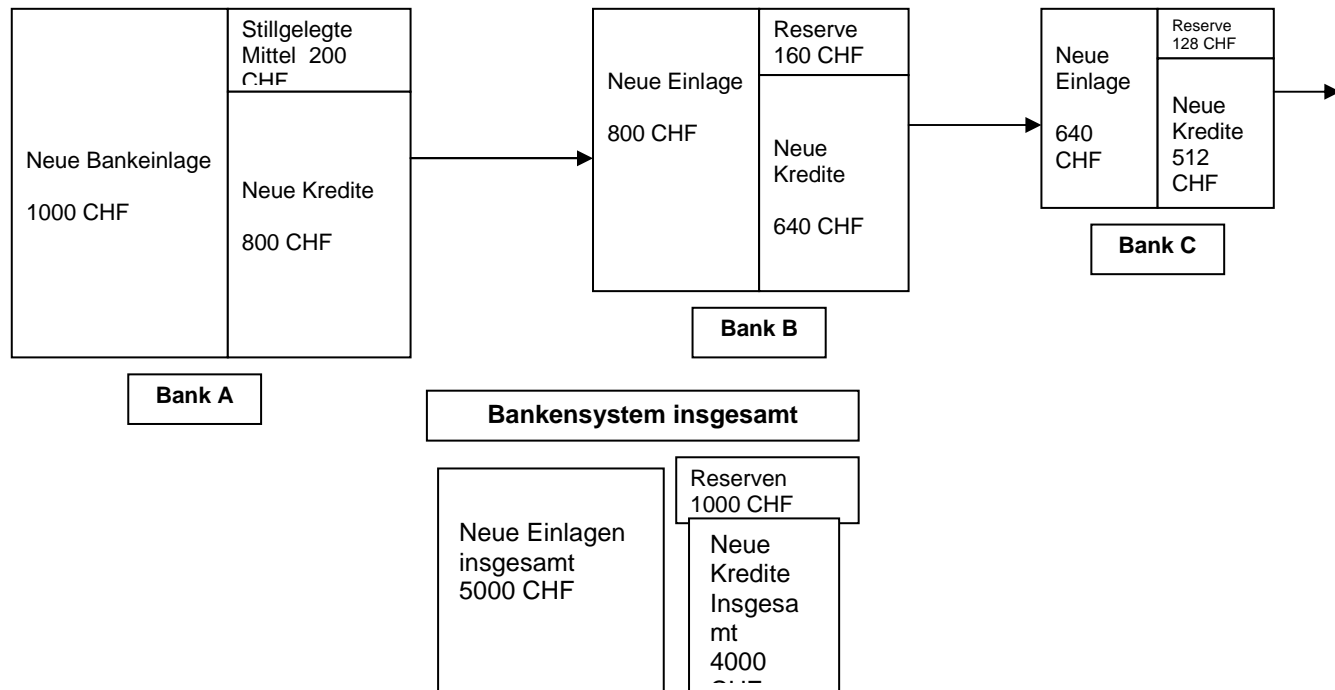 Stillgelegte
Mittel 200
CHF
Neue Bankeinlage
1000 CHF
Neue Kredite
800 CHF
Bank A
Neue Einlage
800 CHF
Reserve
160 CHF
Neue
Kredite
640 CHF
Bank B
Neue
Einlage
640
CHF
Reserve
128 CHF
Neue
Kredite
512
CHF
Bank C
Bankensystem insgesamt
Neue Einlagen
insgesamt
5000 CHF
Reserven
1000 CHF
Neue
Kredite
Insgesa
mt
4000
CHF